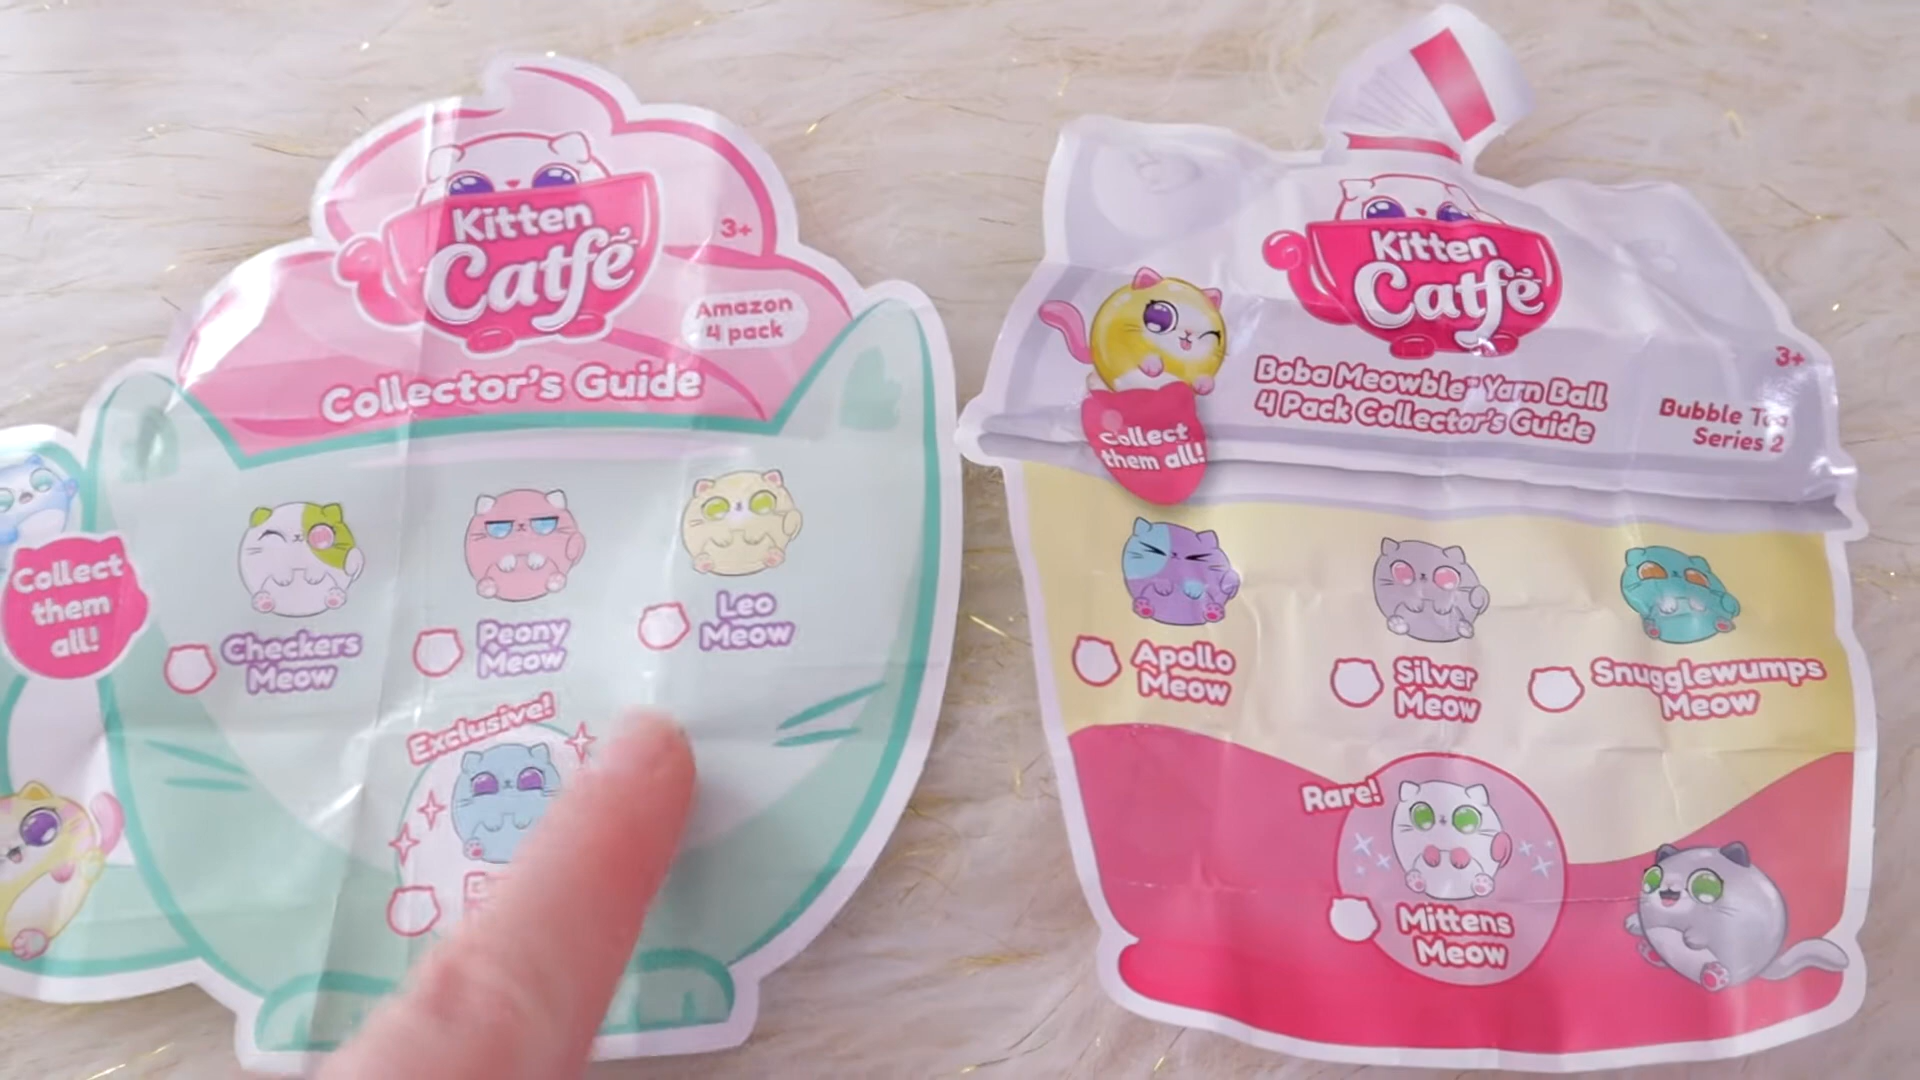 Kitten
Catfé
3+
Amazon
4 pack
Collector's Guide
Collect
them
all!
Checkers
Meow
Peony
Meow
Leo
Meow
Exclusive!
Kitten
Catfé
3+
Boba Meowble™ Yarn Ball
4 Pack Collector's Guide
Bubble Tea
Series 2
Collect
them all!
Apollo
Meow
Silver
Meow
Snugglewumps
Meow
Rare!
Mittens
Meow